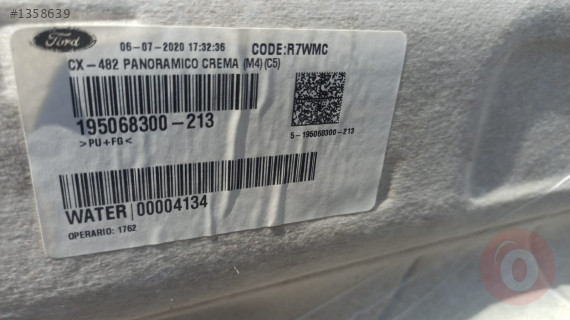 #1358639
Ford
06-07-2020 17:32:36 CODE:R7WMC
CX-482 PANORAMICO CREMA (M4)(C5)
195068300-213
>PU+FG<
5-195068300-213
WATER|00004134
OPERARIO: 1762